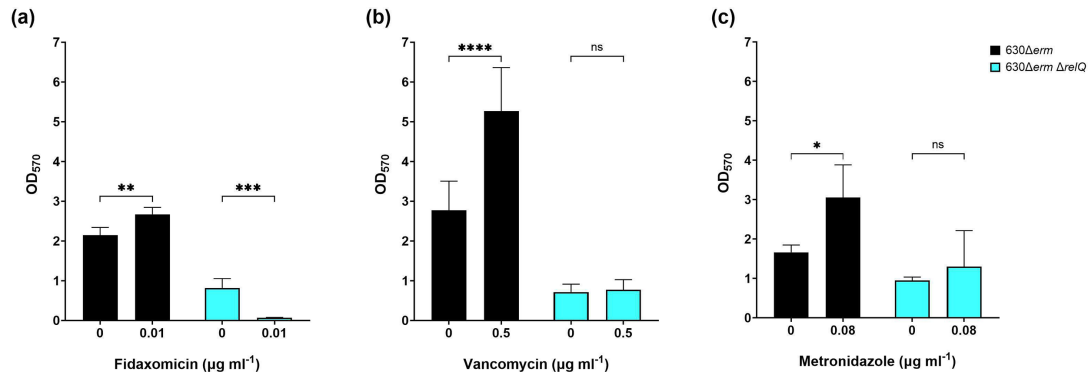 (a)
7
6
5
4
3
2
1
0
OD570
**
***
0 0.01 0 0.01
Fidaxomicin (µg ml-1)
(b)
7
6
5
4
3
2
1
0
OD570
****
ns
0 0.5 0 0.5
Vancomycin (µg ml-1)
(c)
7
6
5
4
3
2
1
0
OD570
*
ns
0 0.08 0 0.08
Metronidazole (µg ml-1)
630Δerm
630Δerm ΔrelQ